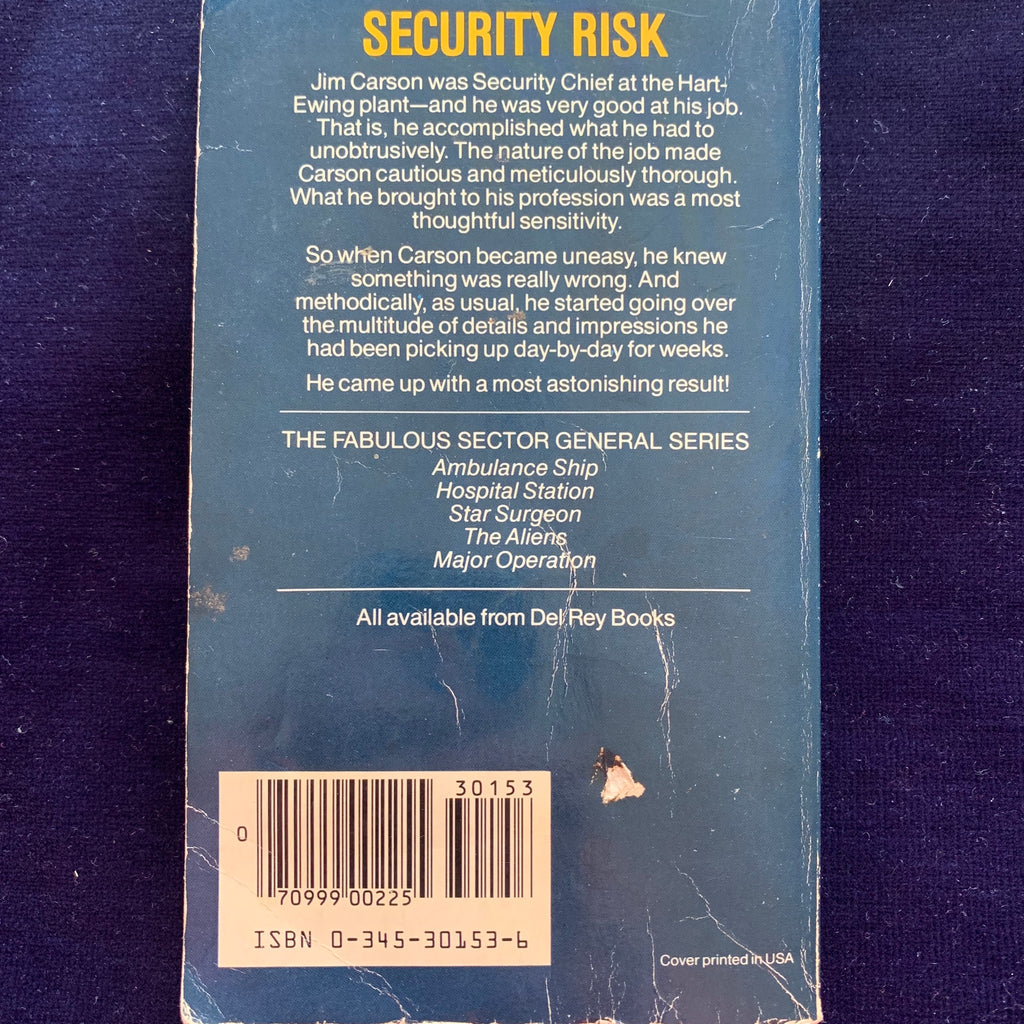 SECURITY RISK
Jim Carson was Security Chief at the Hart-
Ewing plant—and he was very good at his job.
That is, he accomplished what he had to
unobtrusively. The nature of the job made
Carson cautious and meticulously thorough.
What he brought to his profession was a most
thoughtful sensitivity.
So when Carson became uneasy, he knew
something was really wrong. And
methodically, as usual, he started going over
the multitude of details and impressions he
had been picking up day-by-day for weeks.
He came up with a most astonishing result!
THE FABULOUS SECTOR GENERAL SERIES
Ambulance Ship
Hospital Station
Star Surgeon
The Aliens
Major Operation
All available from Del Rey Books
30153
0
70999 00225
ISBN 0-345-30153-6
Cover printed in USA